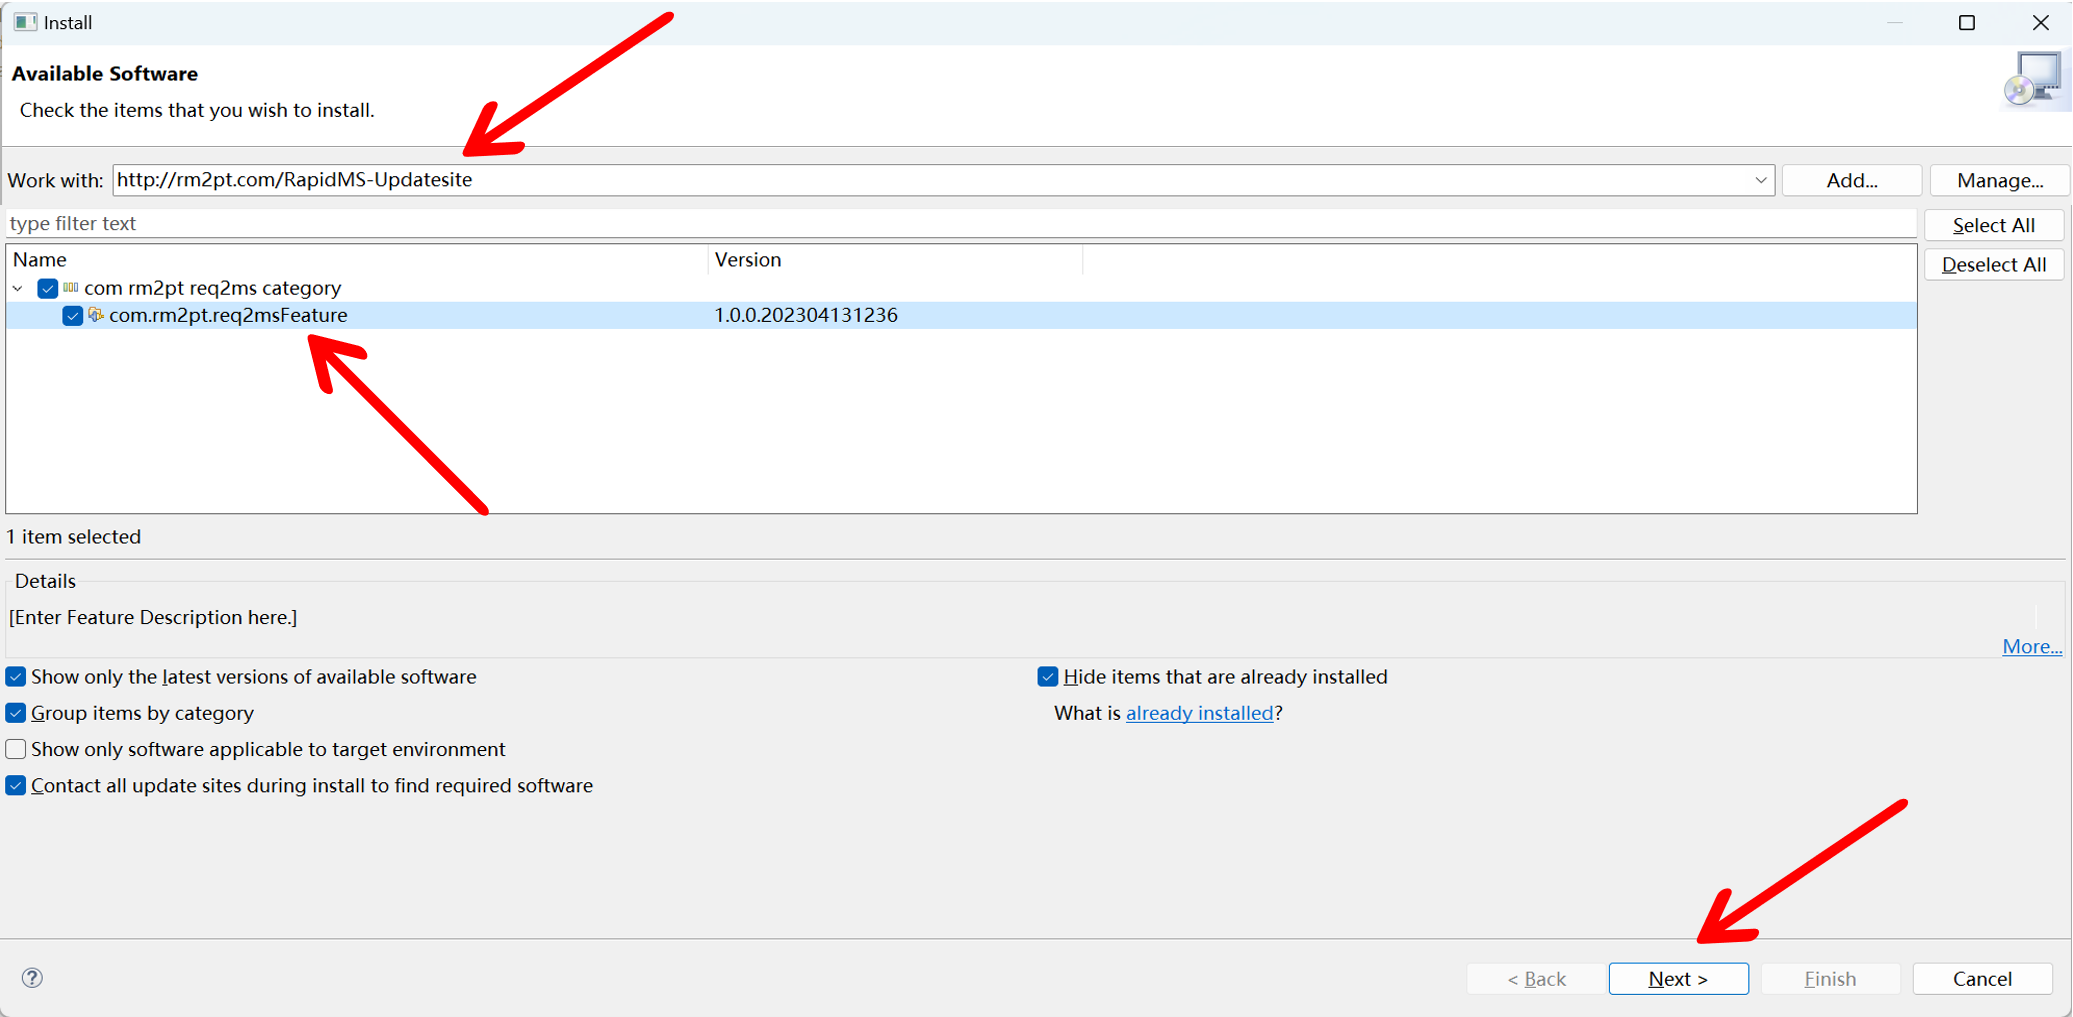 Install
Available Software
Check the items that you wish to install.
Work with: http://rm2pt.com/RapidMS-Updatesite Add... Manage...
type filter text Select All
Deselect All
Name Version
com rm2pt req2ms category
com.rm2pt.req2msFeature 1.0.0.202304131236
1 item selected
Details
[Enter Feature Description here.]
More...
Show only the latest versions of available software Hide items that are already installed
Group items by category What is already installed?
Show only software applicable to target environment
Contact all update sites during install to find required software
? < Back Next > Finish Cancel